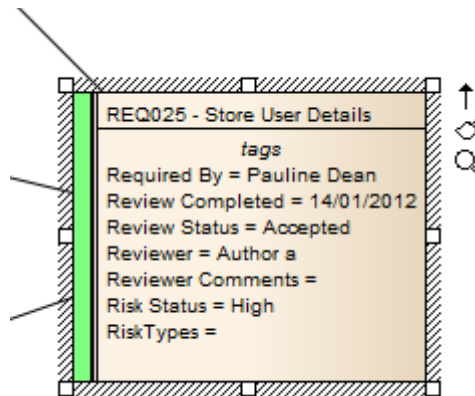 REQ025 - Store User Details
tags
Required By = Pauline Dean
Review Completed = 14/01/2012
Review Status = Accepted
Reviewer = Author a
Reviewer Comments =
Risk Status = High
RiskTypes =